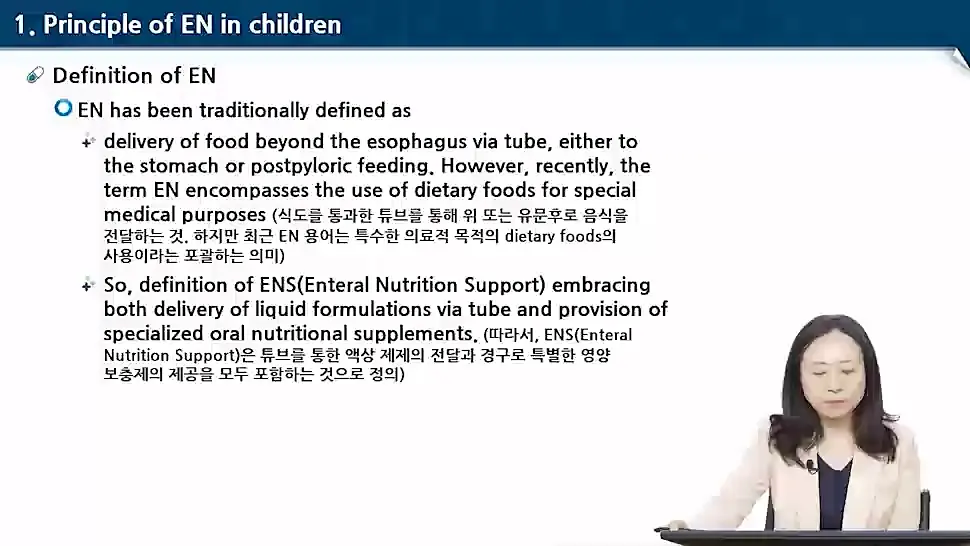 1. Principle of EN in children
Definition of EN
EN has been traditionally defined as
delivery of food beyond the esophagus via tube, either to
the stomach or postpyloric feeding. However, recently, the
term EN encompasses the use of dietary foods for special
medical purposes (식도를 통과한 튜브를 통해 위 또는 유문후로 음식을
전달하는 것. 하지만 최근 EN 용어는 특수한 의료적 목적의 dietary foods의
사용이라는 포괄하는 의미)
So, definition of ENS(Enteral Nutrition Support) embracing
both delivery of liquid formulations via tube and provision of
specialized oral nutritional supplements. (따라서, ENS(Enteral
Nutrition Support)은 튜브를 통한 액상 제제의 전달과 경구로 특별한 영양
보충제의 제공을 모두 포함하는 것으로 정의)